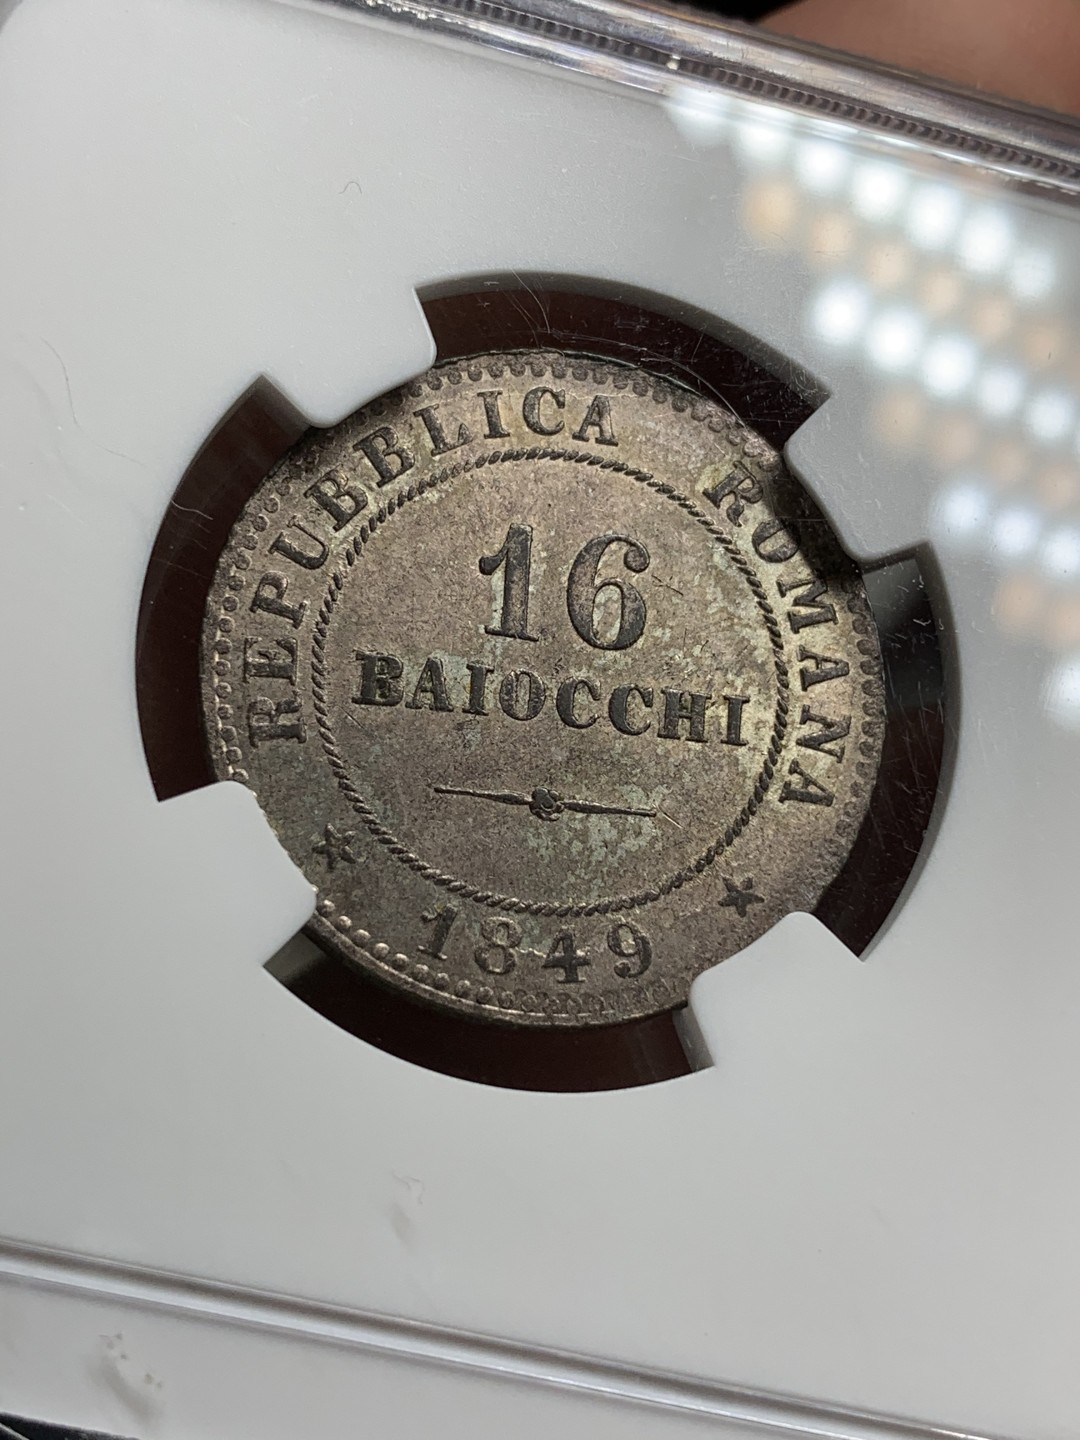 REPUBBLICA ROMANA
16
BAIOCCHI
1849